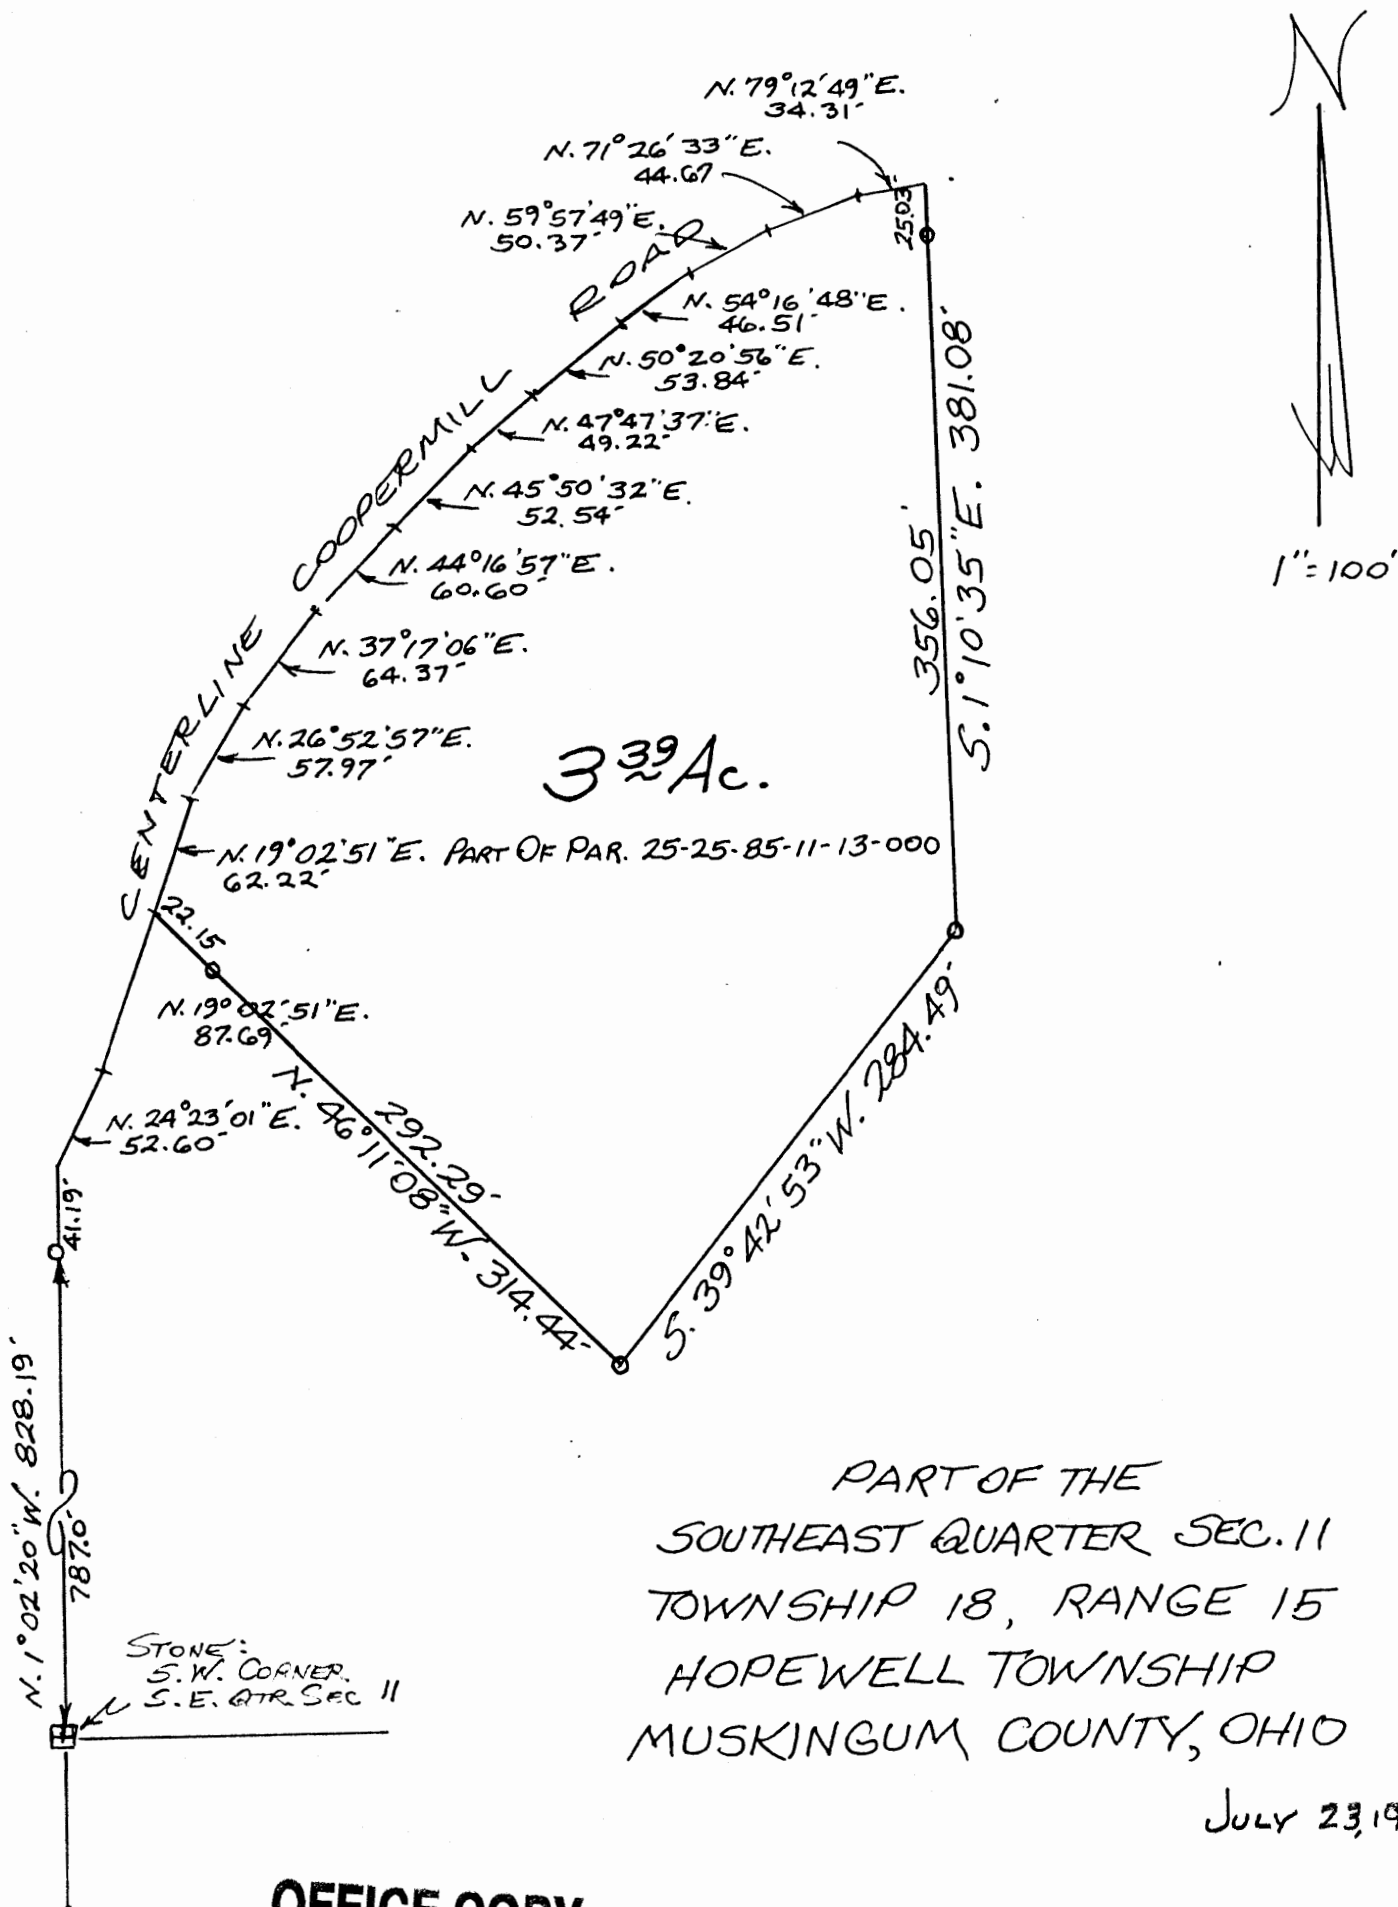 N
N. 79°12'49"E.
34.31'
N. 71°26'33"E.
44.67
N. 59°57'49"E.
50.37'
25.03'
N. 54°16'48"E.
46.51'
N. 50°20'56"E.
53.84'
N. 47°47'37"E.
49.22'
N. 45°50'32"E.
52.54'
N. 44°16'57"E.
60.60'
N. 37°17'06"E.
64.37'
N. 26°52'57"E.
57.97'
CENTERLINE COOPERMILL ROAD
1"=100'
356.05'
S. 1°10'35"E. 381.08'
3 39 Ac.
N. 19°02'51"E. PART OF PAR. 25-25-85-11-13-000
62.22'
22.15
N. 19°02'51"E.
87.69'
292.29'
N. 46°11'08"W. 314.44'
S. 39°42'53"W. 284.49'
N. 24°23'01"E.
52.60'
41.19'
N. 1°02'20"W. 828.19'
787.0'
STONE:
S.W. CORNER
S.E. QTR. SEC 11
PART OF THE
SOUTHEAST QUARTER SEC. 11
TOWNSHIP 18, RANGE 15
HOPEWELL TOWNSHIP
MUSKINGUM COUNTY, OHIO
JULY 23, 19
OFFICE COPY